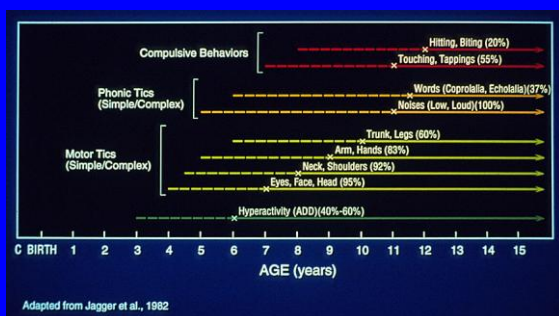 Compulsive Behaviors
Hitting, Biting (20%)
Touching, Tappings (55%)
Phonic Tics
(Simple/Complex)
Words (Coprolalia, Echolalia)(37%)
Noises (Low, Loud)(100%)
Motor Tics
(Simple/Complex)
Trunk, Legs (60%)
Arm, Hands (83%)
Neck, Shoulders (92%)
Eyes, Face, Head (95%)
Hyperactivity (ADD)(40%-60%)
C BIRTH 1 2 3 4 5 6 7 8 9 10 11 12 13 14 15
AGE (years)
Adapted from Jagger et al., 1982